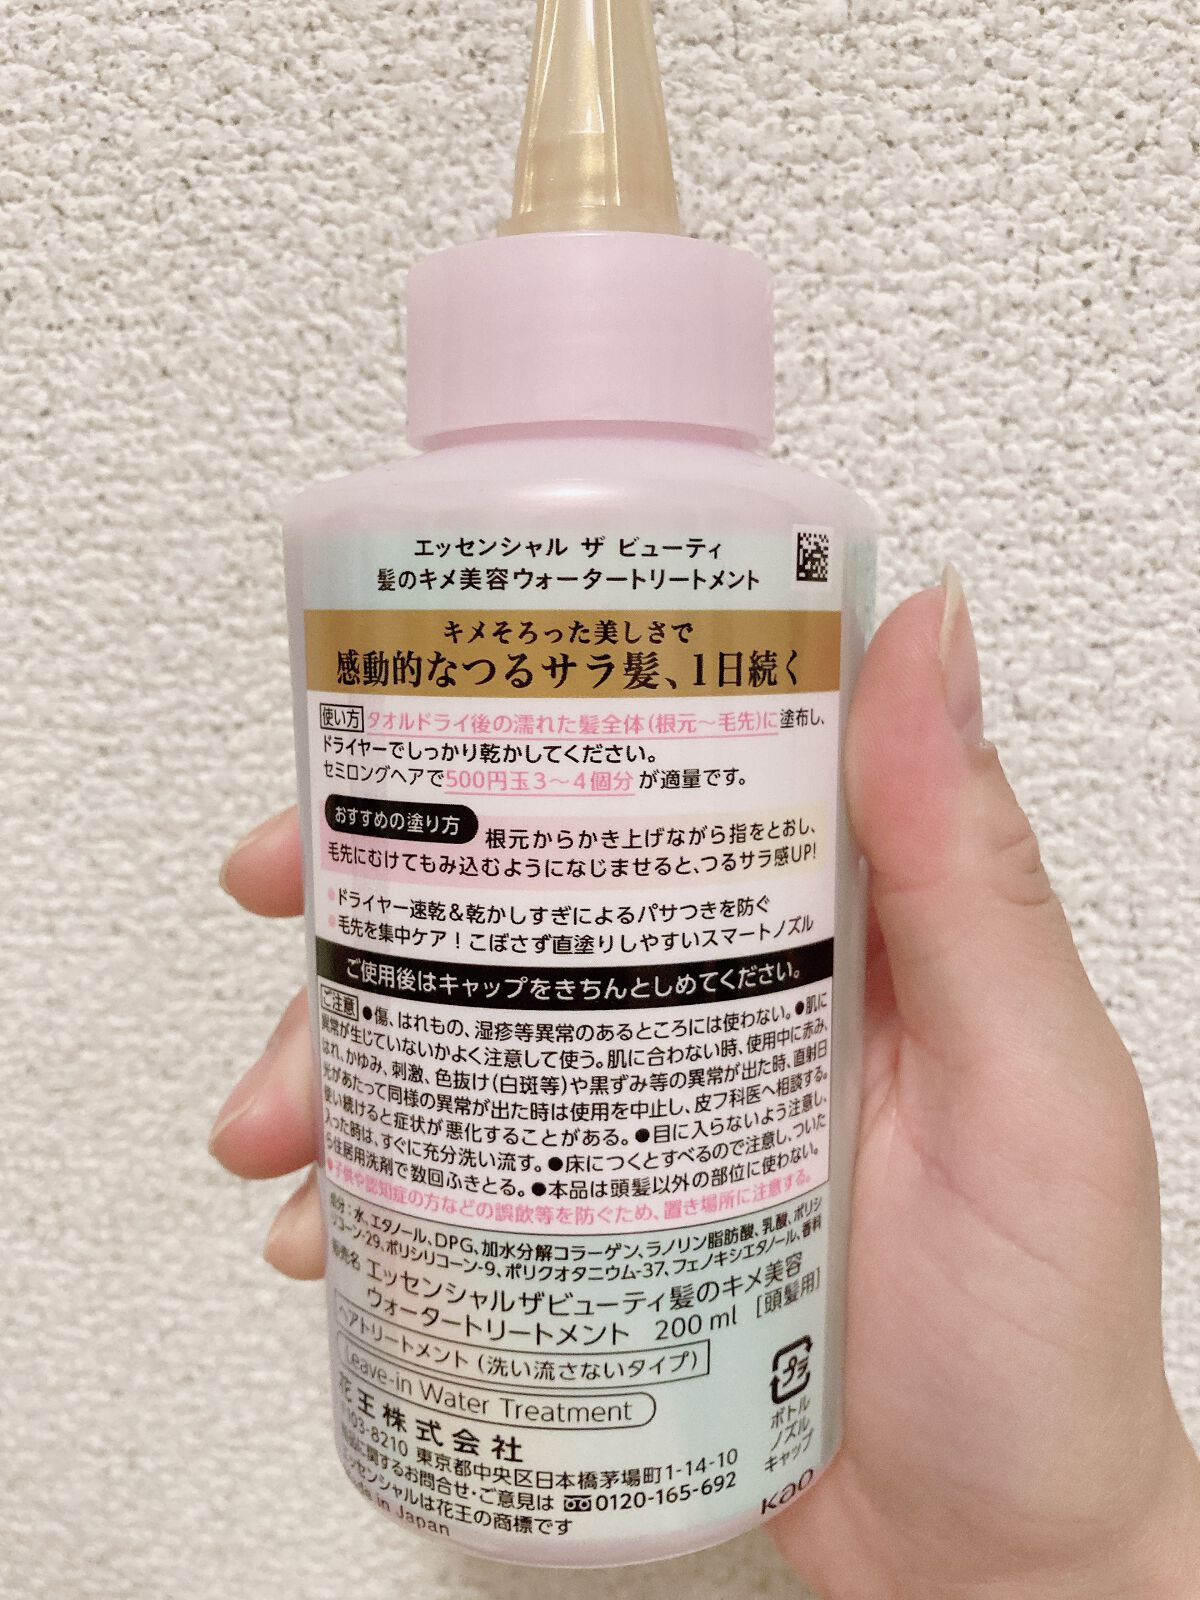 エッセンシャル ザ ビューティ
髪のキメ美容ウォータートリートメント
キメそろった美しさで
感動的なつるサラ髪、1日続く
使い方 タオルドライ後の濡れた髪全体(根元～毛先)に塗布し、
ドライヤーでしっかり乾かしてください。
セミロングヘアで500円玉3～4個分が適量です。
おすすめの塗り方 根元からかき上げながら指をとおし、
毛先にむけてもみ込むようになじませると、つるサラ感UP!
●ドライヤー速乾＆乾かしすぎによるパサつきを防ぐ
●毛先を集中ケア！こぼさず直塗りしやすいスマートノズル
ご使用後はキャップをきちんとしめてください。
ご注意 ●傷、はれもの、湿疹等異常のあるところには使わない。●肌に
異常が生じていないかよく注意して使う。肌に合わない時、使用中に赤み、
はれ、かゆみ、刺激、色抜け(白斑等)や黒ずみ等の異常が出た時、直射日
光があたって同様の異常が出た時は使用を中止し、皮フ科医へ相談する。
使い続けると症状が悪化することがある。●目に入らないよう注意し、
入った時は、すぐに充分洗い流す。●床につくとすべるので注意し、ついた
ら住居用洗剤で数回ふきとる。●本品は頭髪以外の部位に使わない。
●子供や認知症の方などの誤飲等を防ぐため、置き場所に注意する。
成分：水、エタノール、DPG、加水分解コラーゲン、ラノリン脂肪酸、乳酸、ポリシ
リコーン-29、ポリシリコーン-9、ポリクオタニウム-37、フェノキシエタノール、香料
販売名 エッセンシャルザビューティ髪のキメ美容
ウォータートリートメント 200 ml [頭髪用]
ヘアトリートメント (洗い流さないタイプ)
Leave-in Water Treatment
花王株式会社
103-8210 東京都中央区日本橋茅場町1-14-10
製品に関するお問合せ・ご意見は 0120-165-692
エッセンシャルは花王の商標です
Made in Japan
プラ
ボトル
ノズル
キャップ
Kao